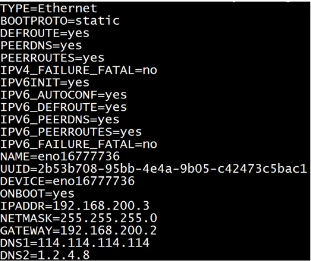 TYPE=Ethernet
BOOTPROTO=static
DEFROUTE=yes
PEERDNS=yes
PEERROUTES=yes
IPV4_FAILURE_FATAL=no
IPV6INIT=yes
IPV6_AUTOCONF=yes
IPV6_DEFROUTE=yes
IPV6_PEERDNS=yes
IPV6_PEERROUTES=yes
IPV6_FAILURE_FATAL=no
NAME=eno16777736
UUID=2b53b708-95bb-4e4a-9b05-c42473c5bac1
DEVICE=eno16777736
ONBOOT=yes
IPADDR=192.168.200.3
NETMASK=255.255.255.0
GATEWAY=192.168.200.2
DNS1=114.114.114.114
DNS2=1.2.4.8